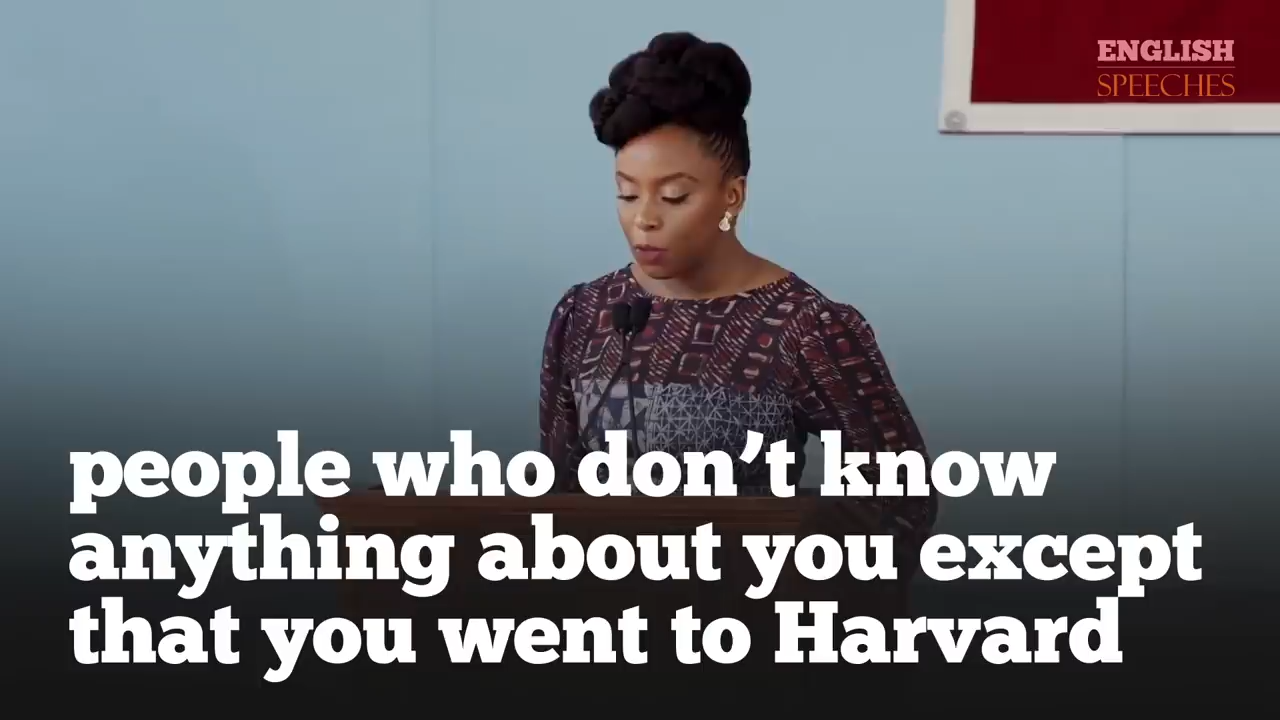 ENGLISH
SPEECHES
people who don’t know
anything about you except
that you went to Harvard